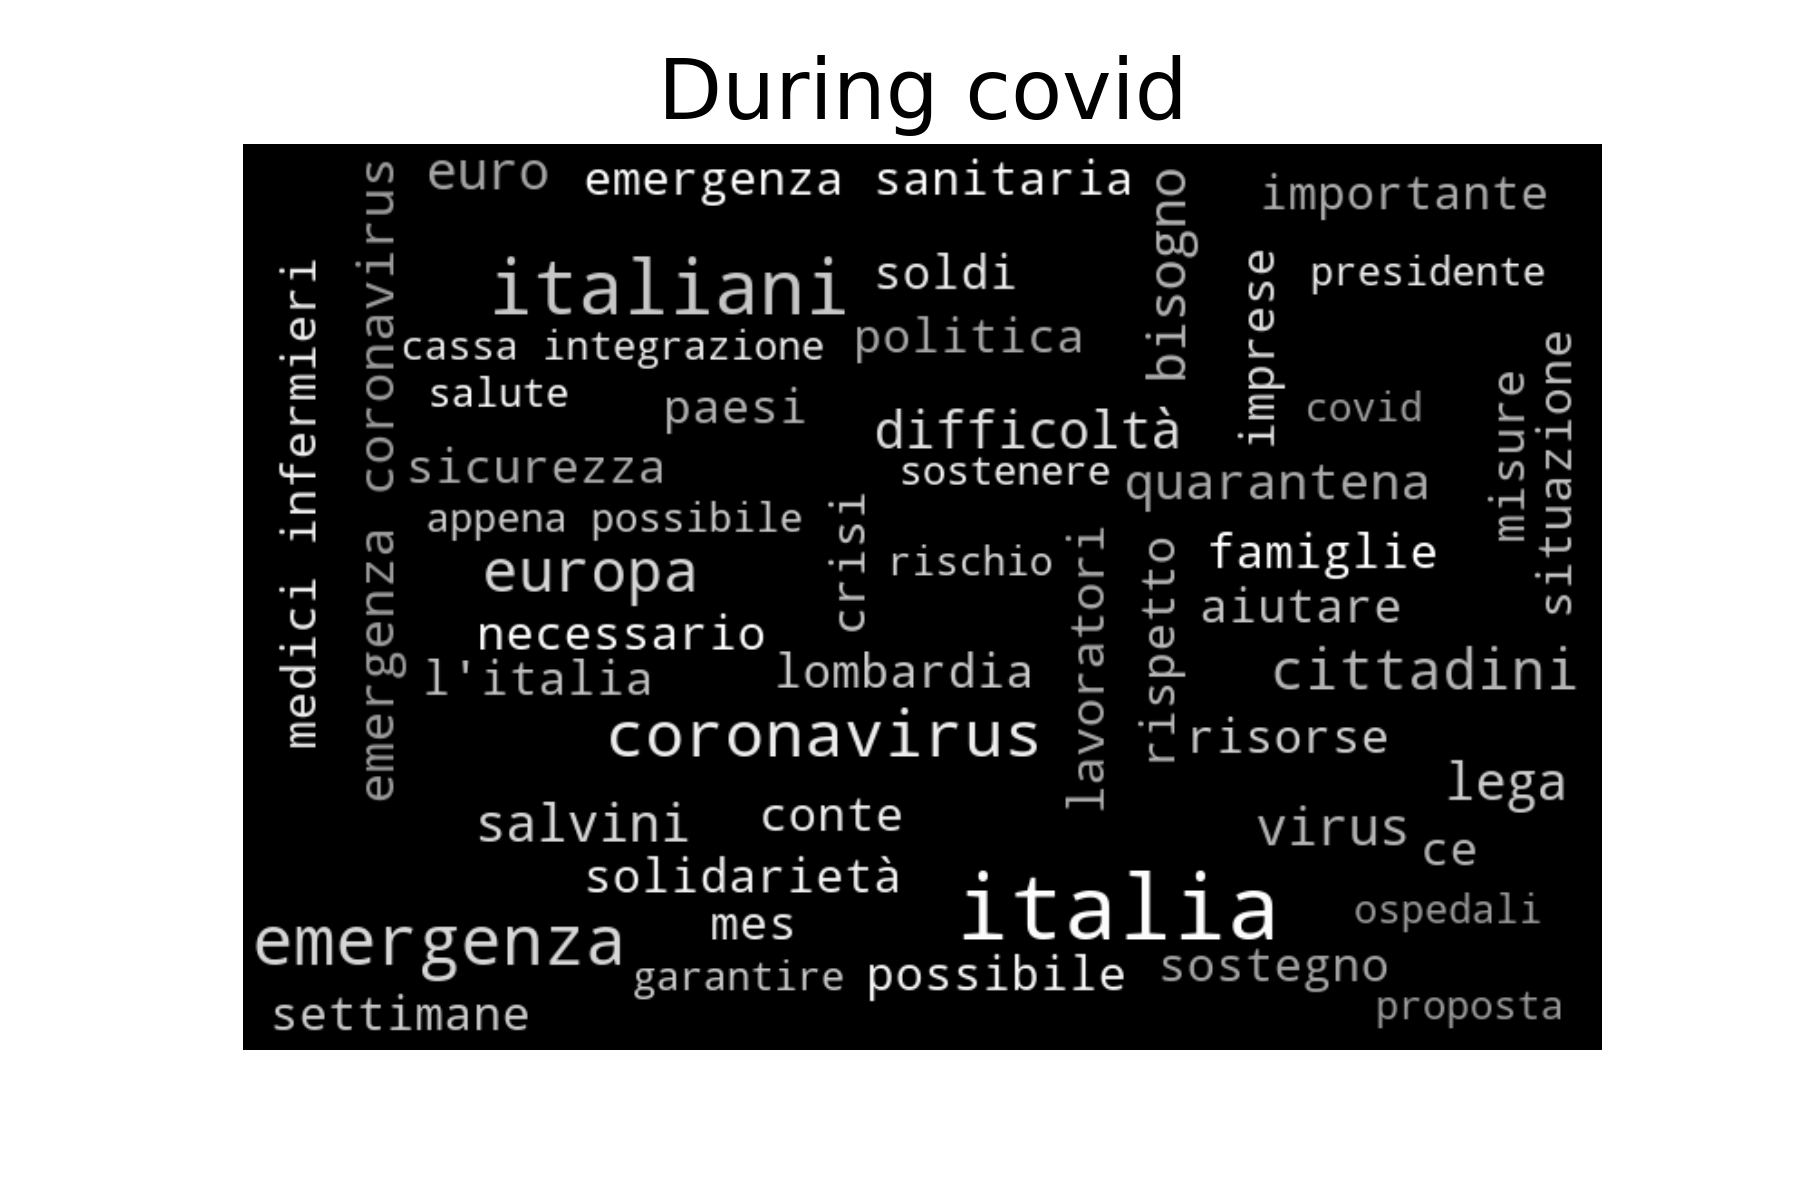 During covid
euro
emergenza sanitaria
importante
italiani
soldi
bisogno
imprese
presidente
medici infermieri
emergenza coronavirus
cassa integrazione
politica
salute
paesi
difficoltà
covid
misure
situazione
sicurezza
sostenere
quarantena
appena possibile
crisi
rischio
lavoratori
rispetto
famiglie
europa
aiutare
necessario
l'italia
lombardia
cittadini
coronavirus
risorse
lega
salvini
conte
virus
ce
solidarietà
italia
ospedali
emergenza
mes
garantire
possibile
sostegno
settimane
proposta